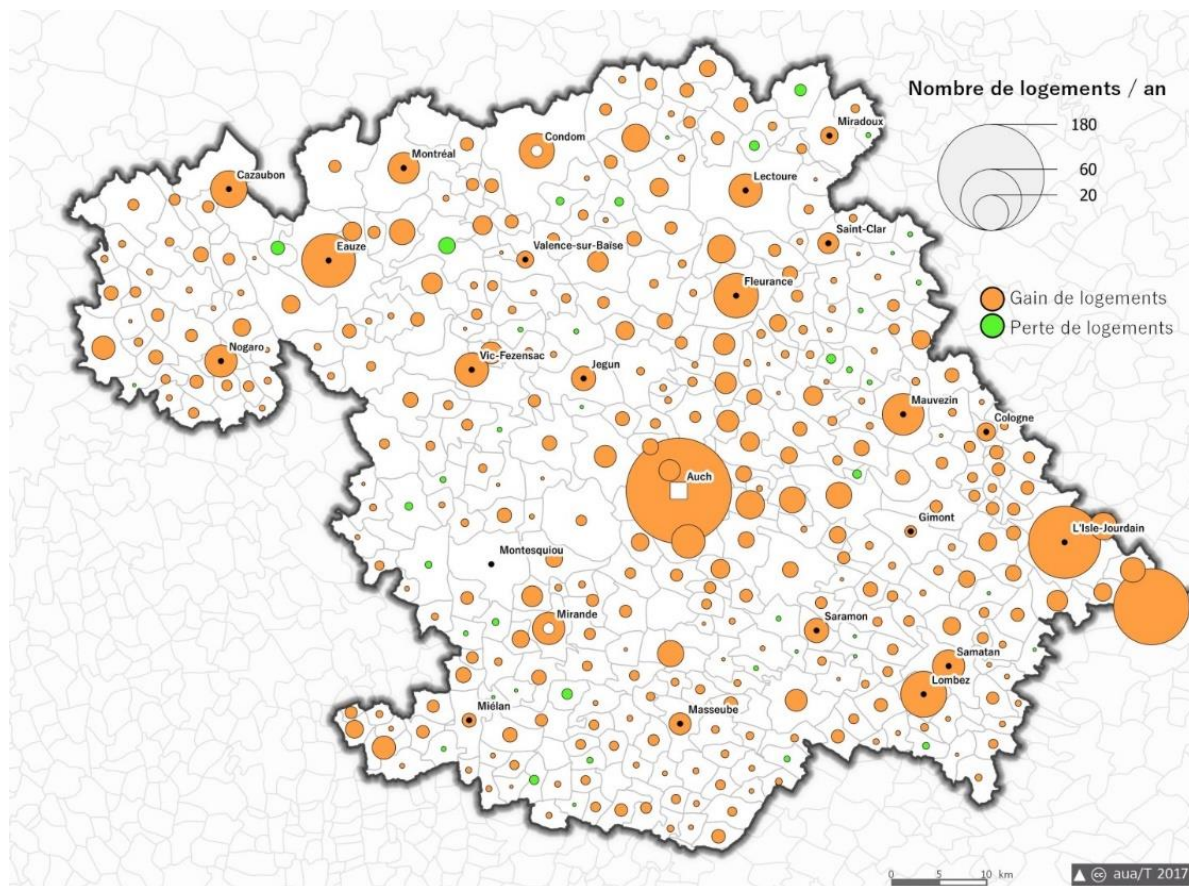 Nombre de logements / an
180
60
20
Gain de logements
Perte de logements
Miradoux
Condom
Montréal
Cazaubon
Lectoure
Saint-Clar
Eauze
Valence-sur-Baïse
Fleurance
Nogaro
Vic-Fezensac
Jegun
Mauvezin
Cologne
Auch
Gimont
L'Isle-Jourdain
Montesquiou
Mirande
Saramon
Samatan
Lombez
Miélan
Masseube
0 5 10 km
cc aua/T 2017